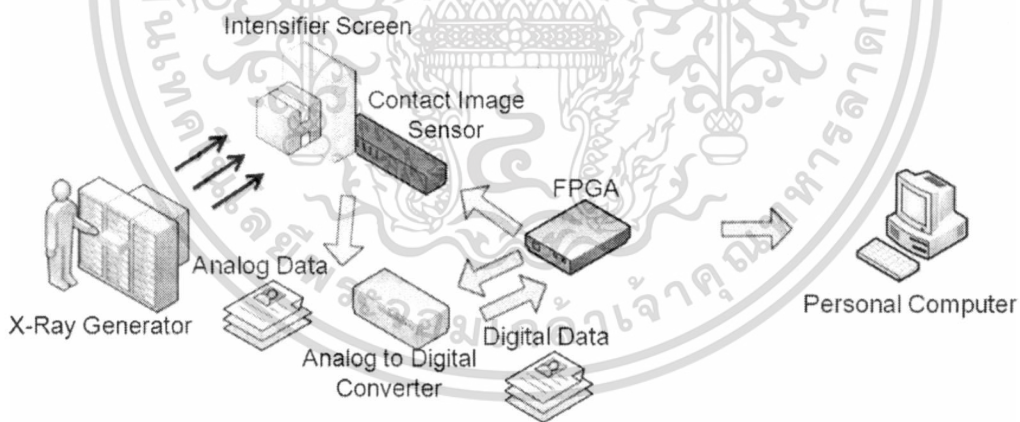 Intensifier Screen
Contact Image
Sensor
FPGA
Analog Data
X-Ray Generator
Personal Computer
Digital Data
Analog to Digital
Converter